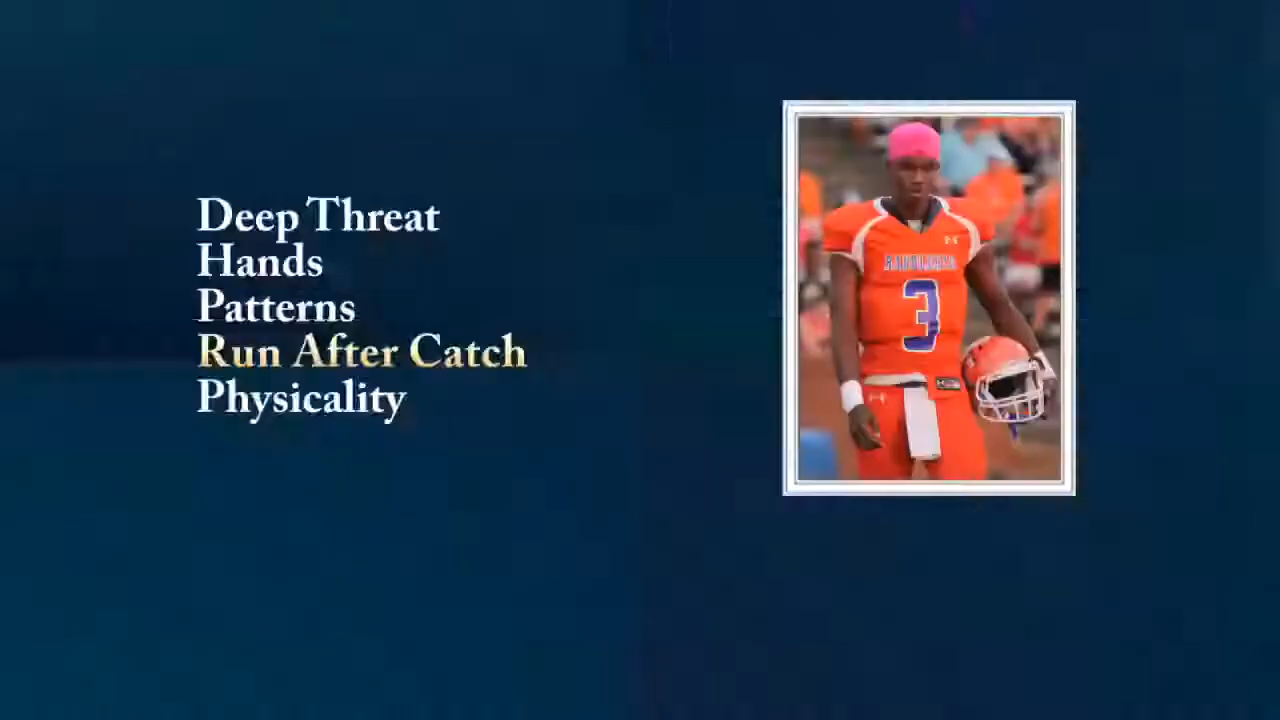 Deep Threat
Hands
Patterns
Run After Catch
Physicality
3